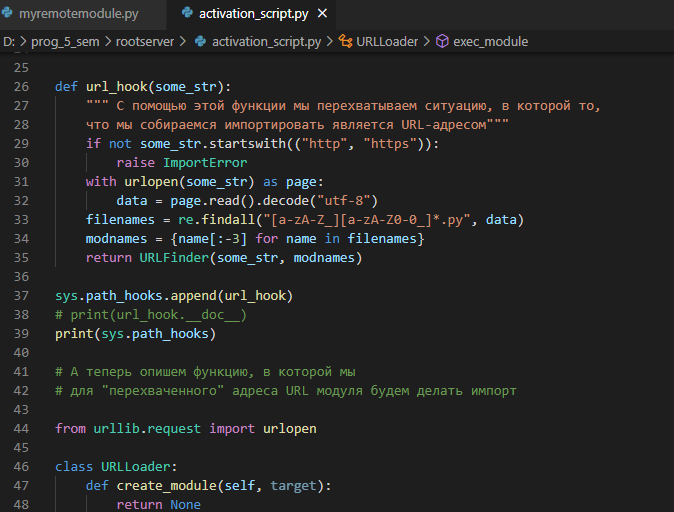 myremotemodule.py activation_script.py ×
D: > prog_5_sem > rootserver > activation_script.py > URLLoader > exec_module
25
26 def url_hook(some_str):
27     """ С помощью этой функции мы перехватываем ситуацию, в которой то,
28     что мы собираемся импортировать является URL-адресом"""
29     if not some_str.startswith(("http", "https")):
30         raise ImportError
31     with urlopen(some_str) as page:
32         data = page.read().decode("utf-8")
33     filenames = re.findall("[a-zA-Z_][a-zA-Z0-0_]*.py", data)
34     modnames = {name[:-3] for name in filenames}
35     return URLFinder(some_str, modnames)
36
37 sys.path_hooks.append(url_hook)
38 # print(url_hook.__doc__)
39 print(sys.path_hooks)
40
41 # А теперь опишем функцию, в которой мы
42 # для "перехваченного" адреса URL модуля будем делать импорт
43
44 from urllib.request import urlopen
45
46 class URLLoader:
47     def create_module(self, target):
48         return None